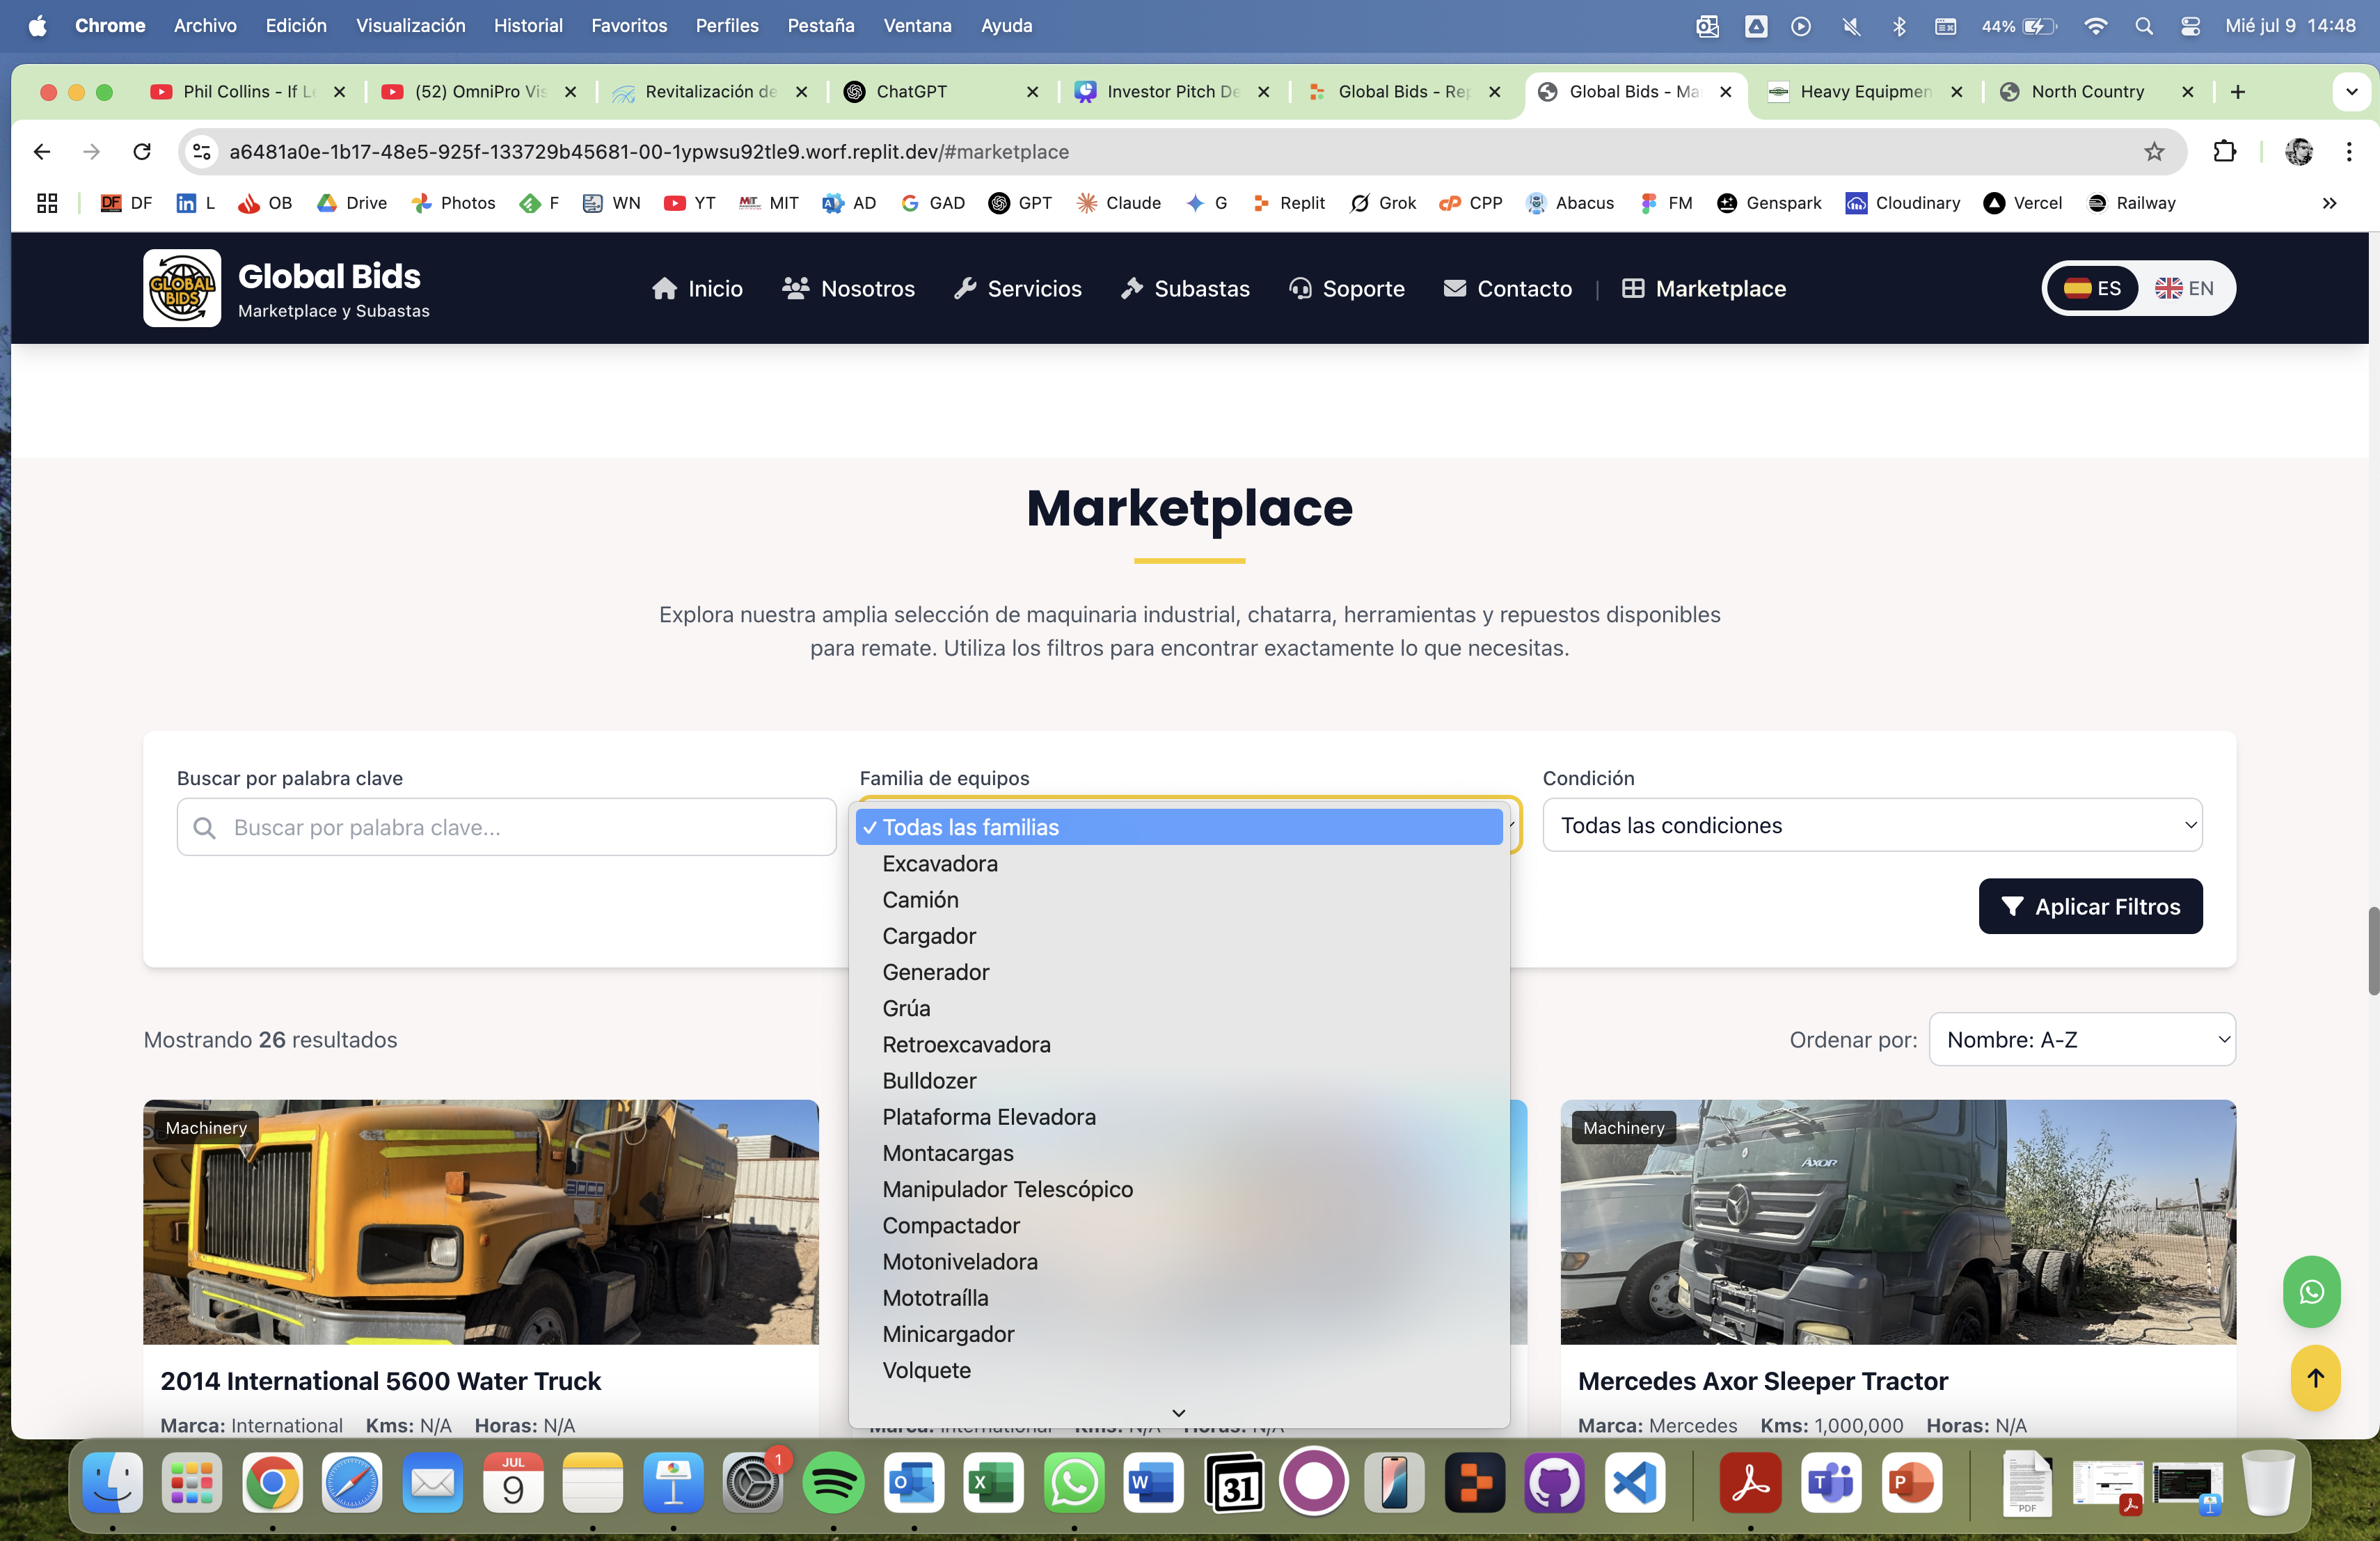 Chrome Archivo Edición Visualización Historial Favoritos Perfiles Pestaña Ventana Ayuda 44% Mié jul 9 14:48
Phil Collins - If L (52) OmniPro Vis Revitalización de ChatGPT Investor Pitch De Global Bids - Rep Global Bids - Ma Heavy Equipmen North Country
a6481a0e-1b17-48e5-925f-133729b45681-00-1ypwsu92tle9.worf.replit.dev/#marketplace
DF L OB Drive Photos F WN YT MIT AD GAD GPT Claude G Replit Grok CPP Abacus FM Genspark Cloudinary Vercel Railway
GLOBAL BIDS
Global Bids
Marketplace y Subastas
Inicio Nosotros Servicios Subastas Soporte Contacto | Marketplace ES EN
Marketplace
Explora nuestra amplia selección de maquinaria industrial, chatarra, herramientas y repuestos disponibles
para remate. Utiliza los filtros para encontrar exactamente lo que necesitas.
Buscar por palabra clave Familia de equipos Condición
Buscar por palabra clave... Todas las familias Todas las condiciones
Excavadora
Camión
Aplicar Filtros
Cargador
Generador
Grúa
Mostrando 26 resultados Ordenar por: Nombre: A-Z
Retroexcavadora
Bulldozer
Plataforma Elevadora
Machinery Machinery
Montacargas
AXOR
Manipulador Telescópico
Compactador
Motoniveladora
Mototraílla
Minicargador
Volquete
2014 International 5600 Water Truck Mercedes Axor Sleeper Tractor
Marca: International Kms: N/A Horas: N/A Marca: International Kms: N/A Horas: N/A Marca: Mercedes Kms: 1,000,000 Horas: N/A
JUL 9 1 31 PDF